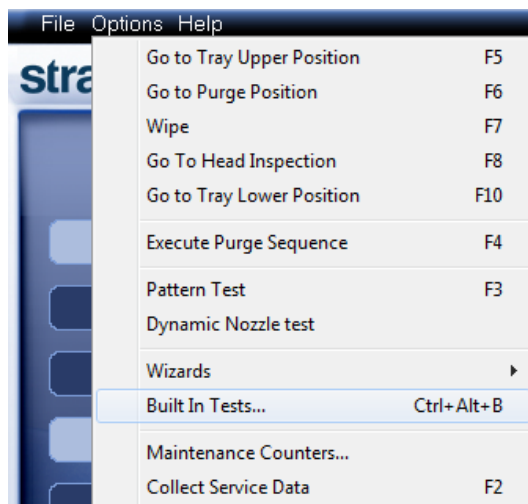 File Options Help
stra
Go to Tray Upper Position F5
Go to Purge Position F6
Wipe F7
Go To Head Inspection F8
Go to Tray Lower Position F10
Execute Purge Sequence F4
Pattern Test F3
Dynamic Nozzle test
Wizards
Built In Tests... Ctrl+Alt+B
Maintenance Counters...
Collect Service Data F2